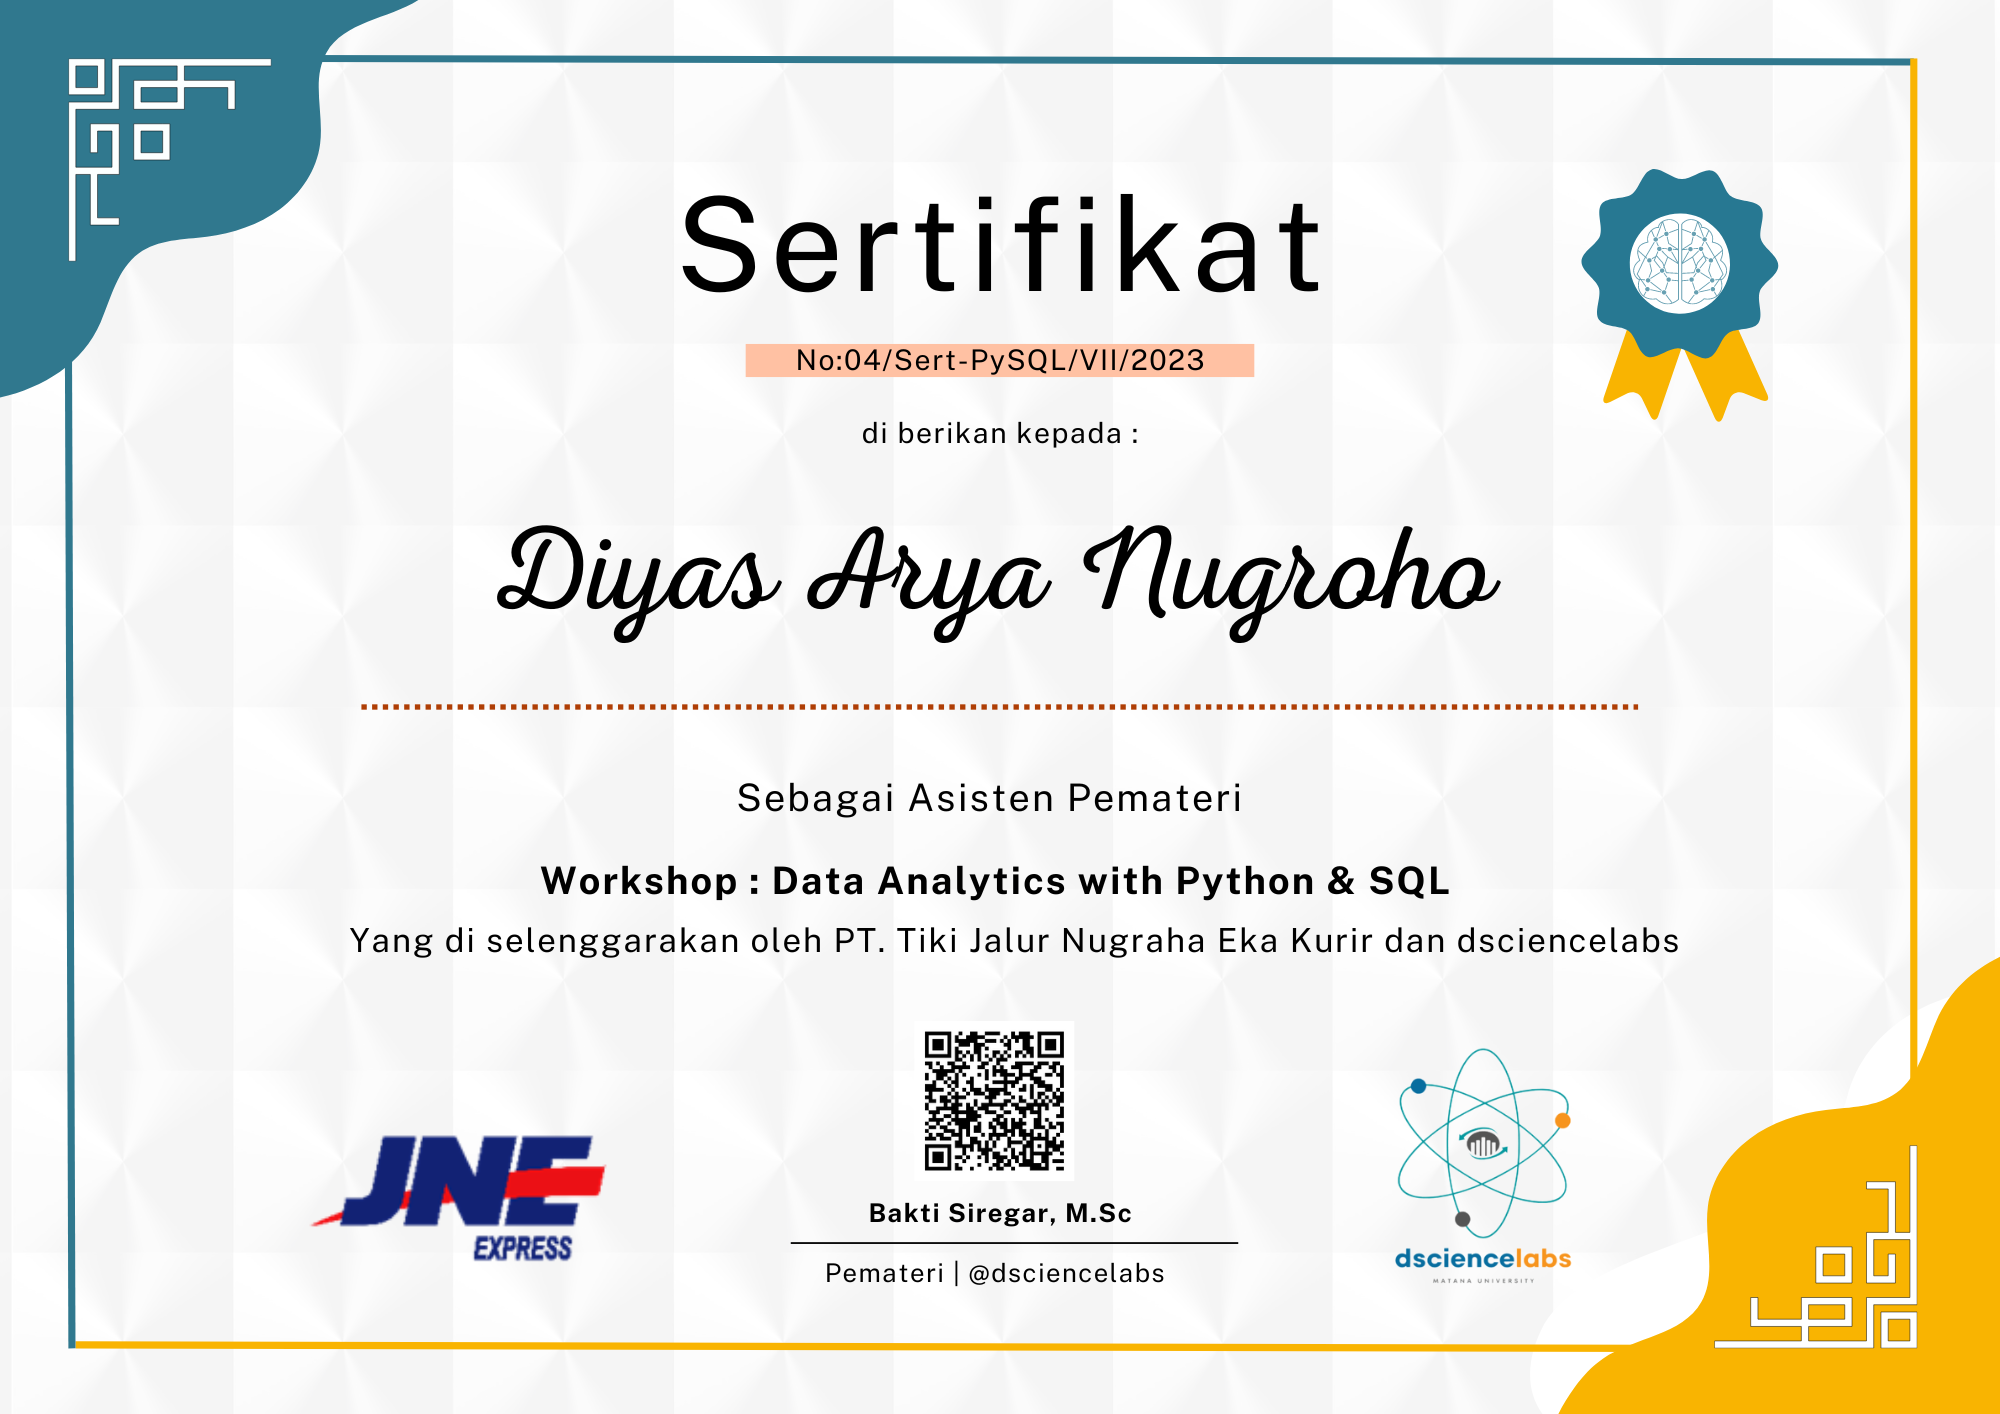 Sertifikat
No:04/Sert-PySQL/VII/2023
di berikan kepada :
Diyas Arya Nugroho
Sebagai Asisten Pemateri
Workshop : Data Analytics with Python & SQL
Yang di selenggarakan oleh PT. Tiki Jalur Nugraha Eka Kurir dan dsciencelabs
JNE
EXPRESS
Bakti Siregar, M.Sc
Pemateri | @dsciencelabs
dsciencelabs
MATANA UNIVERSITY